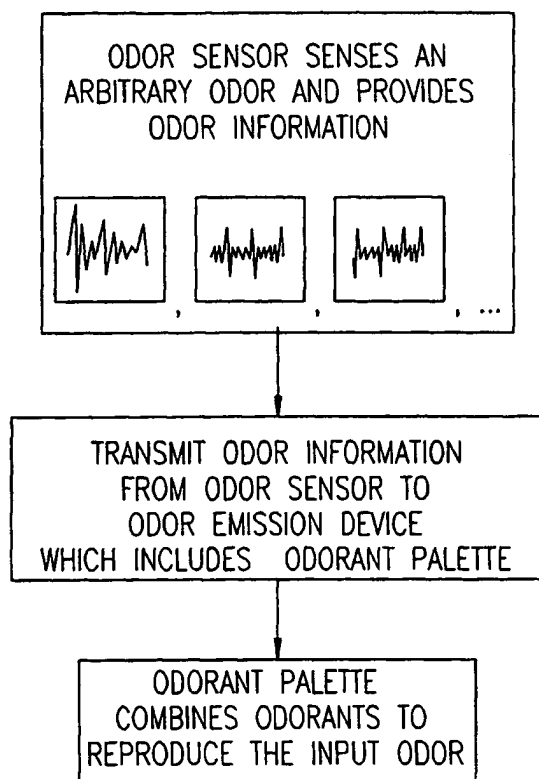 ODOR SENSOR SENSES AN
ARBITRARY ODOR AND PROVIDES
ODOR INFORMATION
, , , ...
TRANSMIT ODOR INFORMATION
FROM ODOR SENSOR TO
ODOR EMISSION DEVICE
WHICH INCLUDES ODORANT PALETTE
ODORANT PALETTE
COMBINES ODORANTS TO
REPRODUCE THE INPUT ODOR